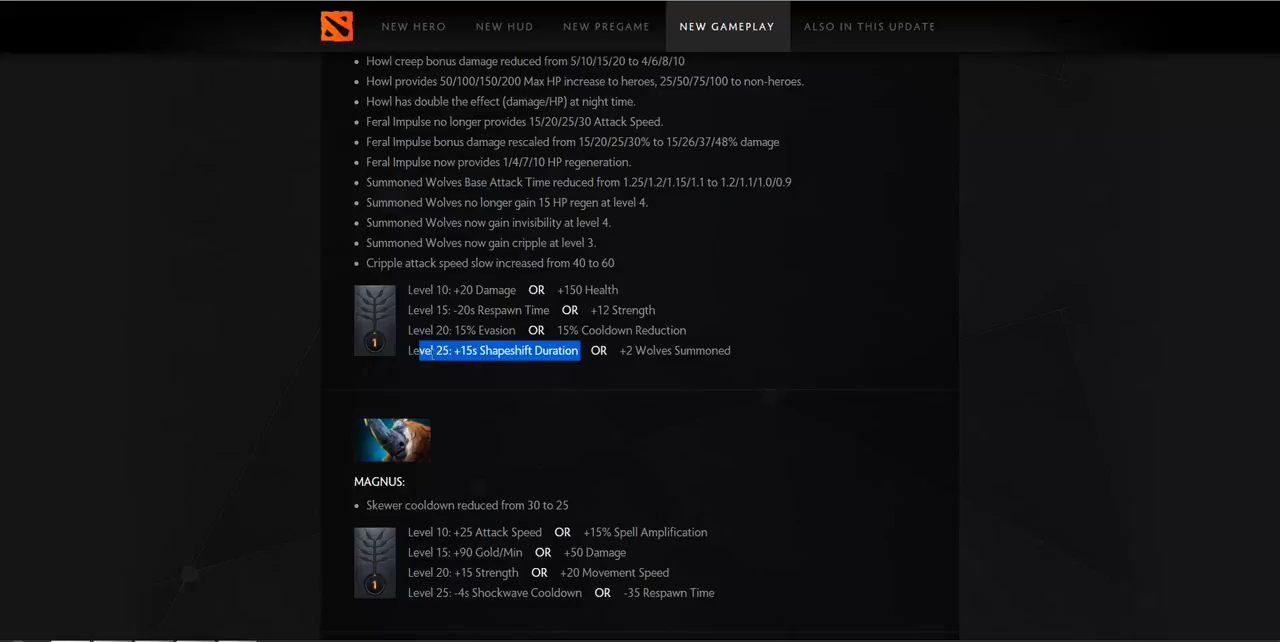 NEW HERO NEW HUD NEW PREGAME NEW GAMEPLAY ALSO IN THIS UPDATE
• Howl creep bonus damage reduced from 5/10/15/20 to 4/6/8/10
• Howl provides 50/100/150/200 Max HP increase to heroes, 25/50/75/100 to non-heroes.
• Howl has double the effect (damage/HP) at night time.
• Feral Impulse no longer provides 15/20/25/30 Attack Speed.
• Feral Impulse bonus damage rescaled from 15/20/25/30% to 15/26/37/48% damage
• Feral Impulse now provides 1/4/7/10 HP regeneration.
• Summoned Wolves Base Attack Time reduced from 1.25/1.2/1.15/1.1 to 1.2/1.1/1.0/0.9
• Summoned Wolves no longer gain 15 HP regen at level 4.
• Summoned Wolves now gain invisibility at level 4.
• Summoned Wolves now gain cripple at level 3.
• Cripple attack speed slow increased from 40 to 60
Level 10: +20 Damage OR +150 Health
Level 15: -20s Respawn Time OR +12 Strength
1 Level 20: 15% Evasion OR 15% Cooldown Reduction
Level 25: +15s Shapeshift Duration OR +2 Wolves Summoned
MAGNUS:
• Skewer cooldown reduced from 30 to 25
Level 10: +25 Attack Speed OR +15% Spell Amplification
Level 15: +90 Gold/Min OR +50 Damage
1 Level 20: +15 Strength OR +20 Movement Speed
Level 25: -4s Shockwave Cooldown OR -35 Respawn Time